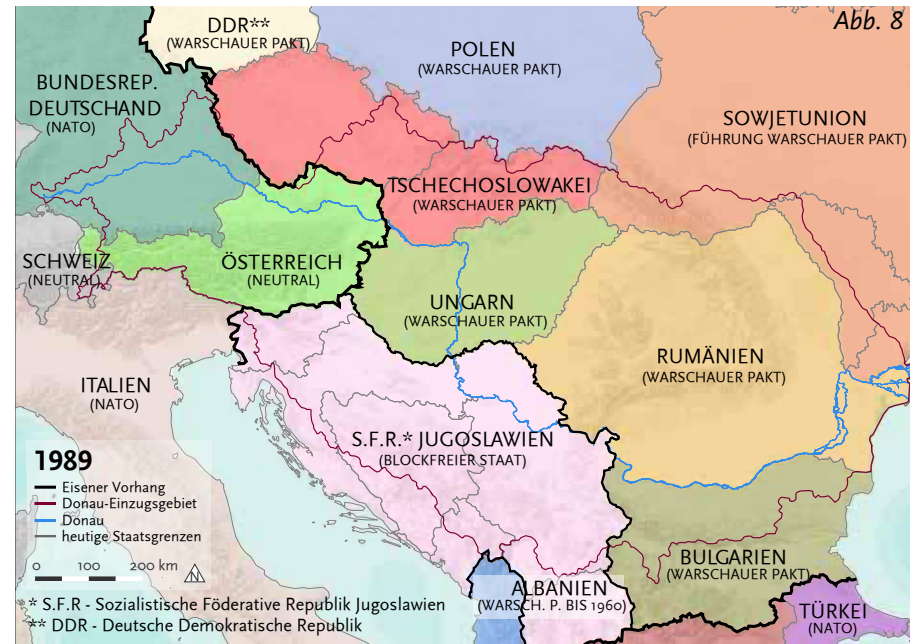 Abb. 8
DDR**
(WARSCHAUER PAKT)
POLEN
(WARSCHAUER PAKT)
BUNDESREP.
DEUTSCHAND
(NATO)
SOWJETUNION
(FÜHRUNG WARSCHAUER PAKT)
TSCHECHOSLOWAKEI
(WARSCHAUER PAKT)
SCHWEIZ
(NEUTRAL)
ÖSTERREICH
(NEUTRAL)
UNGARN
(WARSCHAUER PAKT)
RUMÄNIEN
(WARSCHAUER PAKT)
ITALIEN
(NATO)
S.F.R.* JUGOSLAWIEN
(BLOCKFREIER STAAT)
BULGARIEN
(WARSCHAUER PAKT)
ALBANIEN
(WARSCH. P. BIS 1960)
TÜRKEI
(NATO)
1989
Eisener Vorhang
Donau-Einzugsgebiet
Donau
heutige Staatsgrenzen
0 100 200 km
N
* S.F.R - Sozialistische Föderative Republik Jugoslawien
** DDR - Deutsche Demokratische Republik